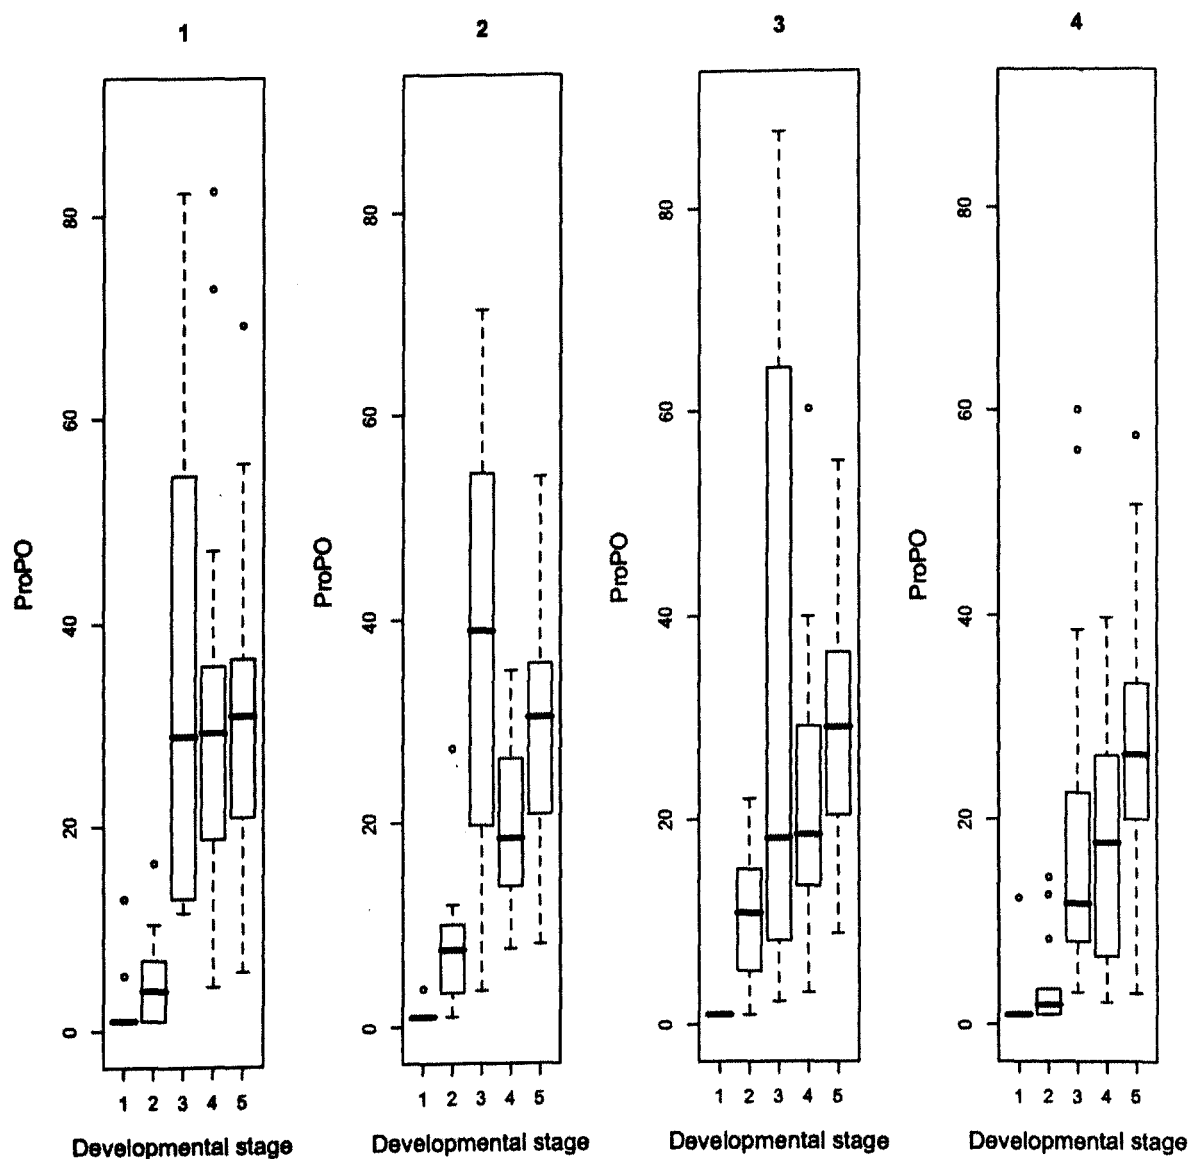 1 2 3 4
80 80 80 80
60 60 60 60
ProPO ProPO ProPO ProPO
40 40 40 40
20 20 20 20
0 0 0 0
1 2 3 4 5 1 2 3 4 5 1 2 3 4 5 1 2 3 4 5
Developmental stage Developmental stage Developmental stage Developmental stage